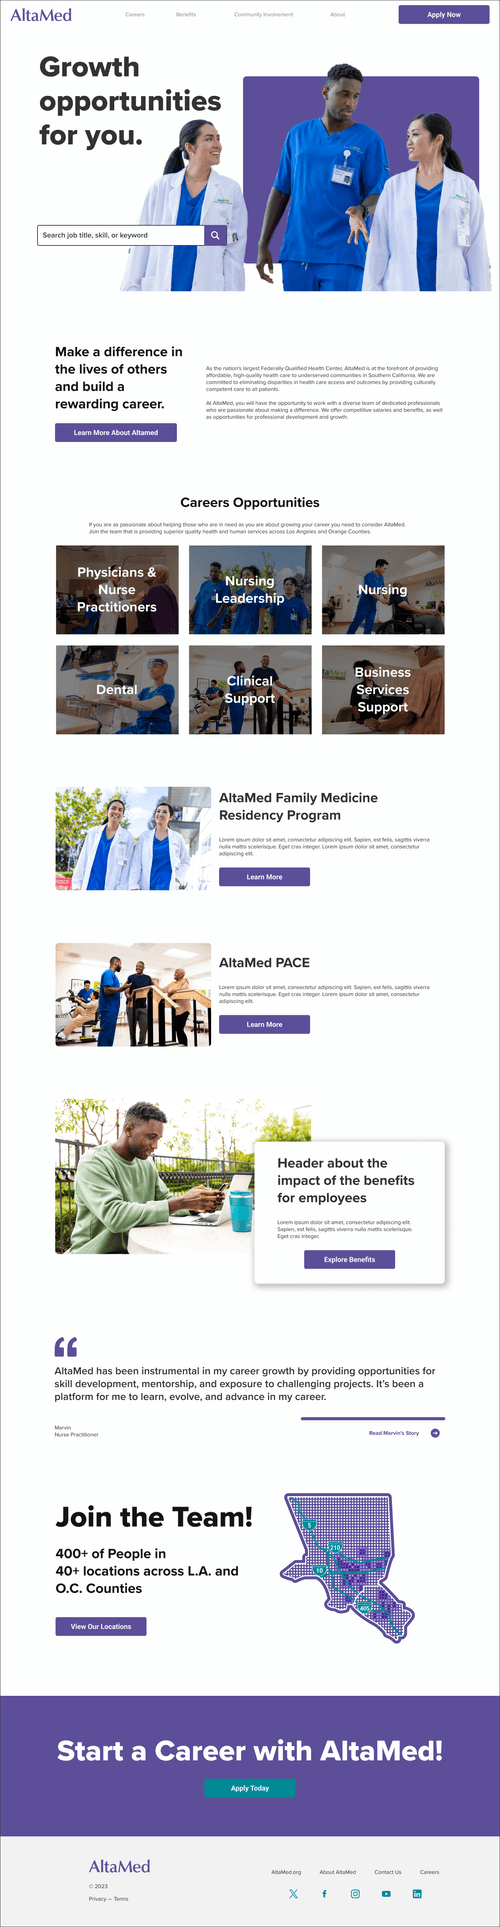 AltaMed
Careers
Benefits
Community Involvement
About
Apply Now
Growth
opportunities
for you.
Search job title, skill, or keyword
Make a difference in
the lives of others
and build a
rewarding career.
Learn More About Altamed
As the nation's largest Federally Qualified Health Center, AltaMed is at the forefront of providing
affordable, high-quality health care to underserved communities in Southern California. We are
committed to eliminating disparities in health care access and outcomes by providing culturally
competent care to all patients.
At AltaMed, you will have the opportunity to work with a diverse team of dedicated professionals
who are passionate about making a difference. We offer competitive salaries and benefits, as well
as opportunities for professional development and growth.
Careers Opportunities
If you are as passionate about helping those who are in need as you are about growing your career you need to consider AltaMed.
Join the team that is providing superior quality health and human services across Los Angeles and Orange Counties.
Physicians &
Nurse
Practitioners
Nursing
Leadership
Nursing
Dental
Clinical
Support
Business
Services
Support
AltaMed Family Medicine
Residency Program
Lorem ipsum dolor sit amet, consectetur adipiscing elit. Sapien, est felis, sagittis viverra
nulla mattis scelerisque. Eget cras integer. Lorem ipsum dolor sit amet, consectetur
adipiscing elit.
Learn More
AltaMed PACE
Lorem ipsum dolor sit amet, consectetur adipiscing elit. Sapien, est felis, sagittis viverra
nulla mattis scelerisque. Eget cras integer. Lorem ipsum dolor sit amet, consectetur
adipiscing elit.
Learn More
Header about the
impact of the benefits
for employees
Lorem ipsum dolor sit amet, consectetur adipiscing elit.
Sapien, est felis, sagittis viverra nulla mattis scelerisque.
Eget cras integer.
Explore Benefits
AltaMed has been instrumental in my career growth by providing opportunities for
skill development, mentorship, and exposure to challenging projects. It's been a
platform for me to learn, evolve, and advance in my career.
Marvin
Nurse Practitioner
Read Marvin's Story
Join the Team!
400+ of People in
40+ locations across L.A. and
O.C. Counties
View Our Locations
5
210
10
405
Start a Career with AltaMed!
Apply Today
AltaMed
© 2023
Privacy — Terms
AltaMed.org
About AltaMed
Contact Us
Careers